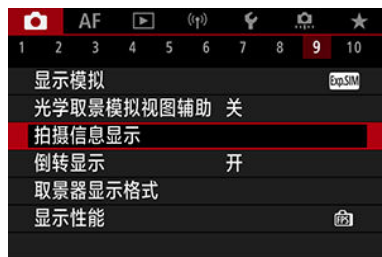 AF
1 2 3 4 5 6 7 8 9 10
显示模拟 Exp.SIM
光学取景模拟视图辅助 关
拍摄信息显示
倒转显示 开
取景器显示格式
显示性能 FPS